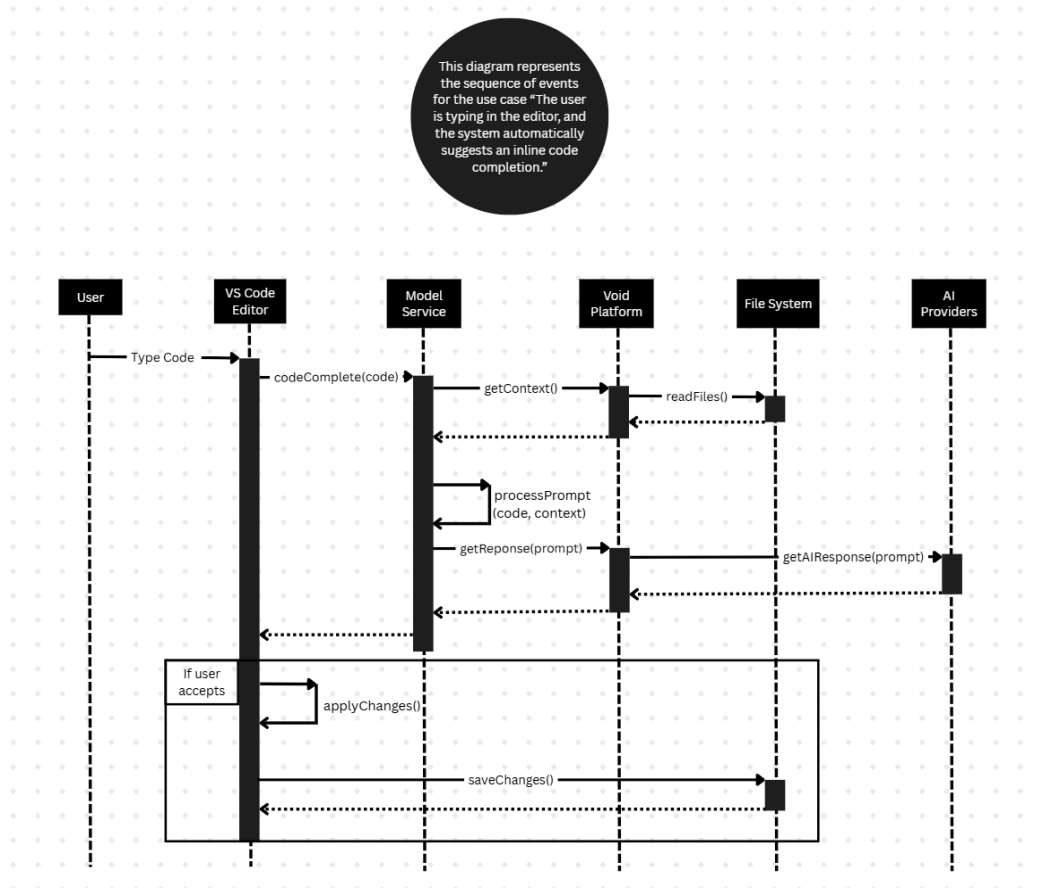 This diagram represents
the sequence of events
for the use case “The user
is typing in the editor, and
the system automatically
suggests an inline code
completion.”
User
VS Code
Editor
Model
Service
Void
Platform
File System
AI
Providers
Type Code
codeComplete(code)
getContext()
readFiles()
processPrompt
(code, context)
getReponse(prompt)
getAIResponse(prompt)
If user
accepts
applyChanges()
saveChanges()